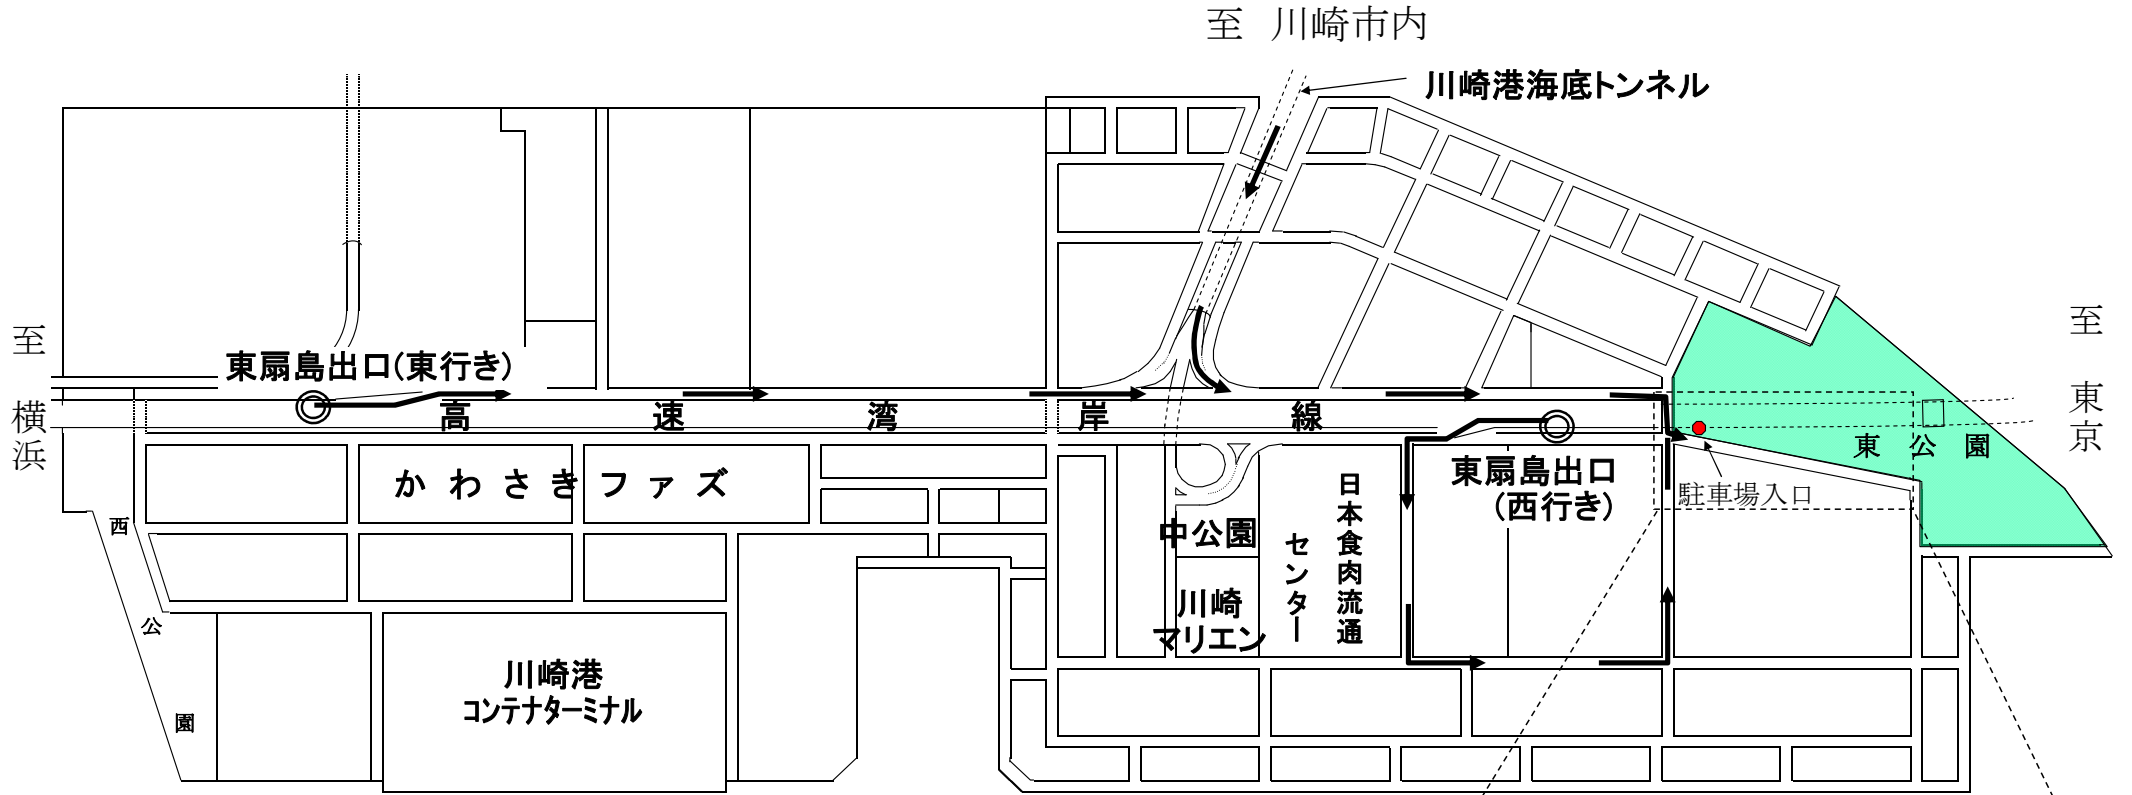 至 川崎市内
川崎港海底トンネル
至 横浜
至 東京
東扇島出口(東行き)
高速湾岸線
東公園
かわさきファズ
東扇島出口
(西行き)
駐車場入口
日本食肉流通
センター
中公園
川崎
マリエン
西公園
川崎港
コンテナターミナル